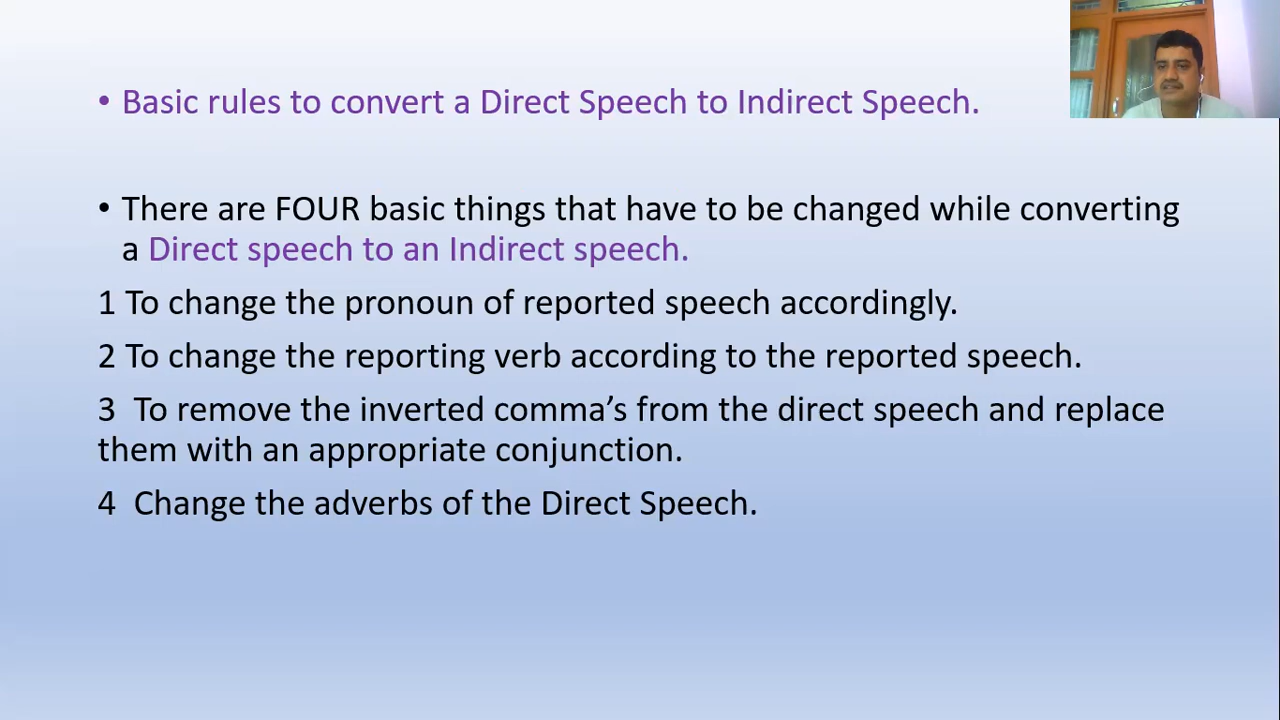 • Basic rules to convert a Direct Speech to Indirect Speech.
• There are FOUR basic things that have to be changed while converting
a Direct speech to an Indirect speech.
1 To change the pronoun of reported speech accordingly.
2 To change the reporting verb according to the reported speech.
3  To remove the inverted comma’s from the direct speech and replace
them with an appropriate conjunction.
4  Change the adverbs of the Direct Speech.